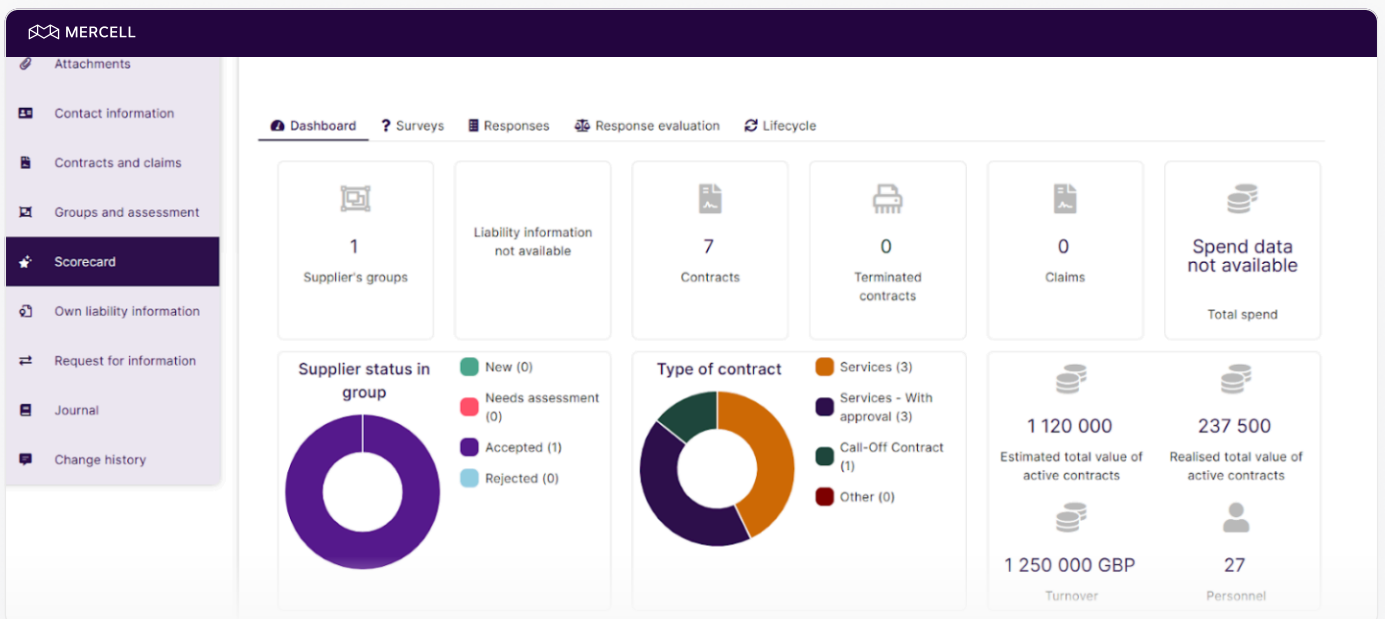 MERCELL
Attachments
Contact information
Contracts and claims
Groups and assessment
Scorecard
Own liability information
Request for information
Journal
Change history
Dashboard
? Surveys
Responses
Response evaluation
Lifecycle
1
Supplier's groups
Liability information
not available
7
Contracts
0
Terminated
contracts
0
Claims
Spend data
not available
Total spend
Supplier status in
group
New (0)
Needs assessment
(0)
Accepted (1)
Rejected (0)
Type of contract
Services (3)
Services - With
approval (3)
Call-Off Contract
(1)
Other (0)
1 120 000
Estimated total value of
active contracts
237 500
Realised total value of
active contracts
1 250 000 GBP
Turnover
27
Personnel